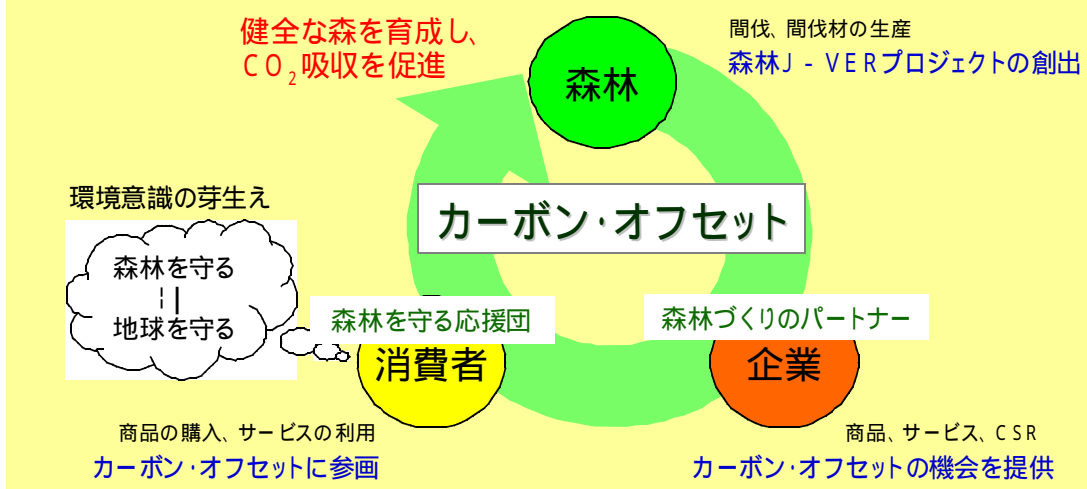 健全な森を育成し、
CO₂吸収を促進
間伐、間伐材の生産
森林J-VERプロジェクトの創出
森林
カーボン・オフセット
環境意識の芽生え
森林を守る
||
地球を守る
森林を守る応援団
消費者
森林づくりのパートナー
企業
商品の購入、サービスの利用
カーボン・オフセットに参画
商品、サービス、CSR
カーボン・オフセットの機会を提供